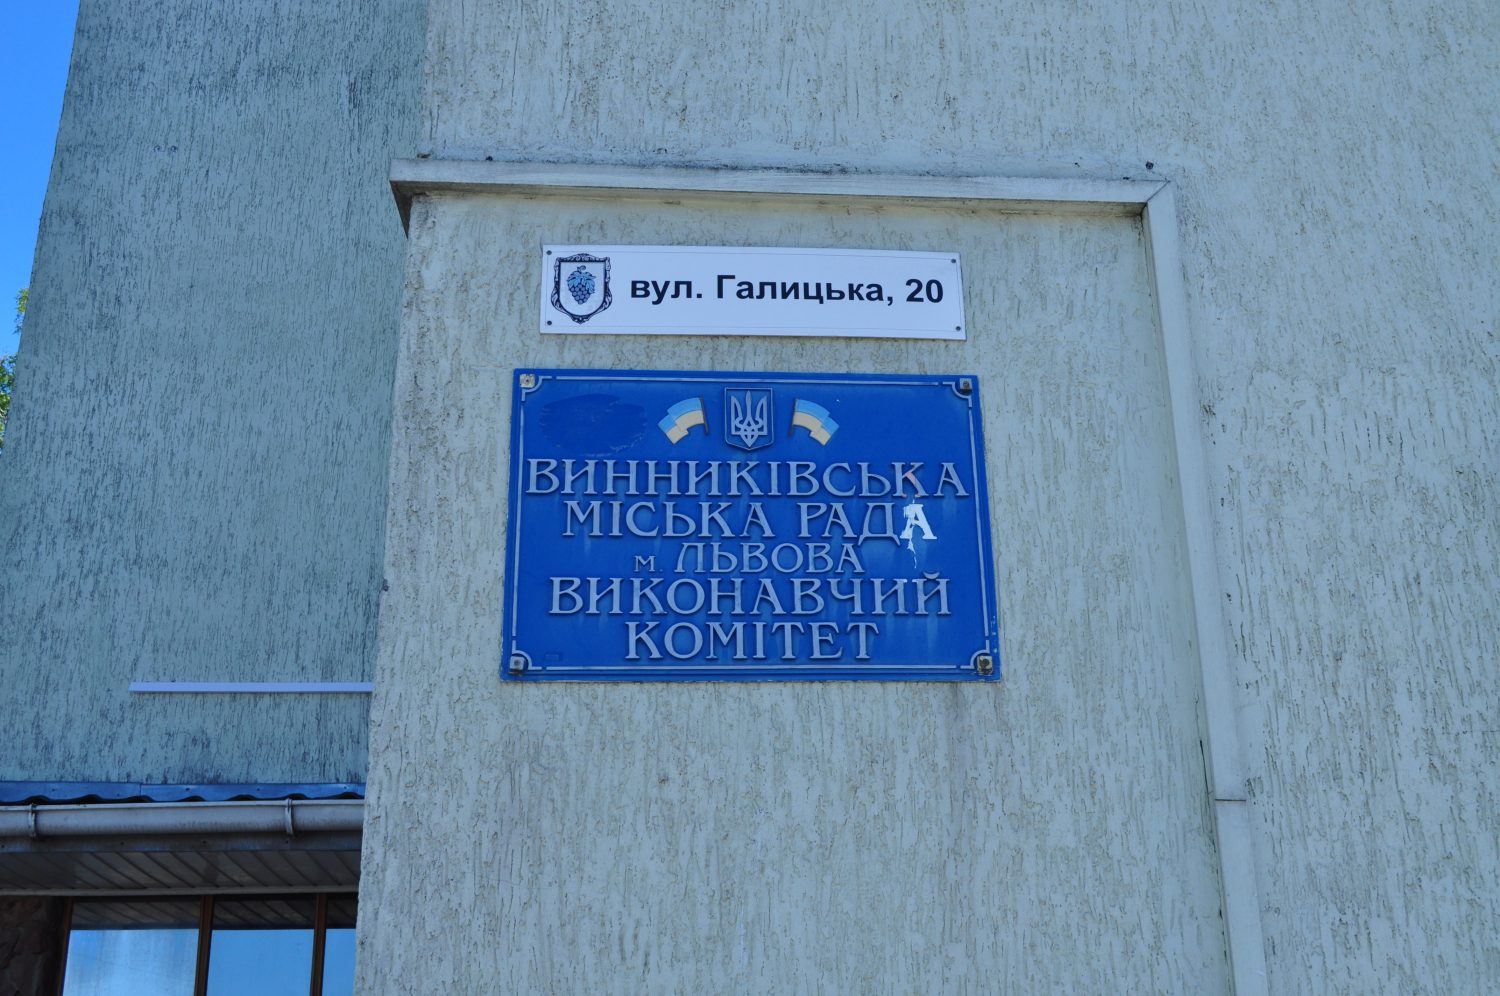 вул. Галицька, 20
ВИННИКІВСЬКА
МІСЬКА РАДА
м. ЛЬВОВА
ВИКОНАВЧИЙ
КОМІТЕТ